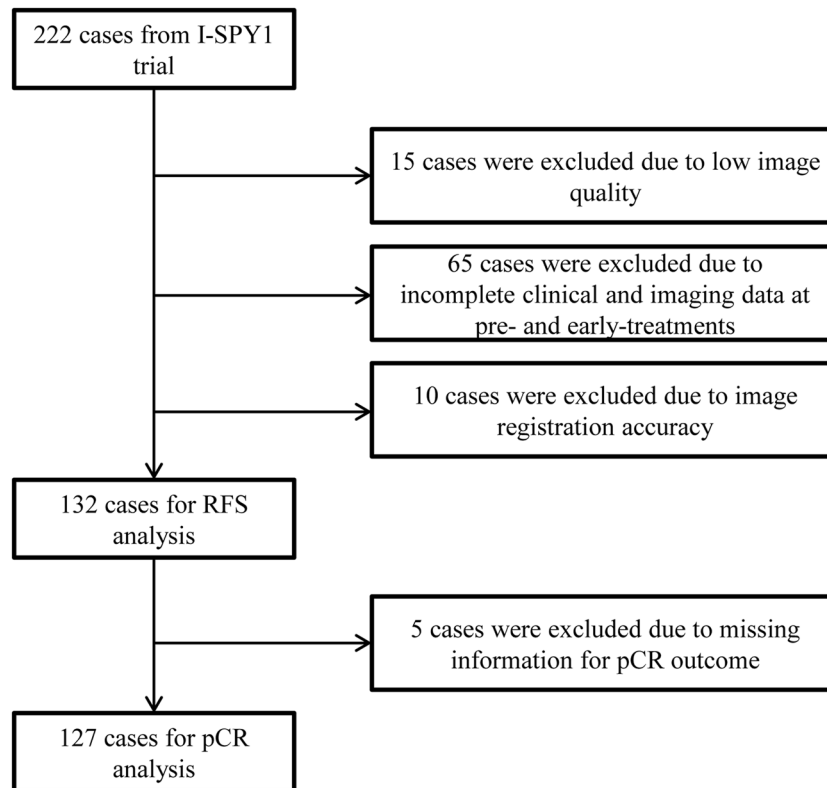 222 cases from I-SPY1
trial
15 cases were excluded due to low image
quality
65 cases were excluded due to
incomplete clinical and imaging data at
pre- and early-treatments
10 cases were excluded due to image
registration accuracy
132 cases for RFS
analysis
5 cases were excluded due to missing
information for pCR outcome
127 cases for pCR
analysis